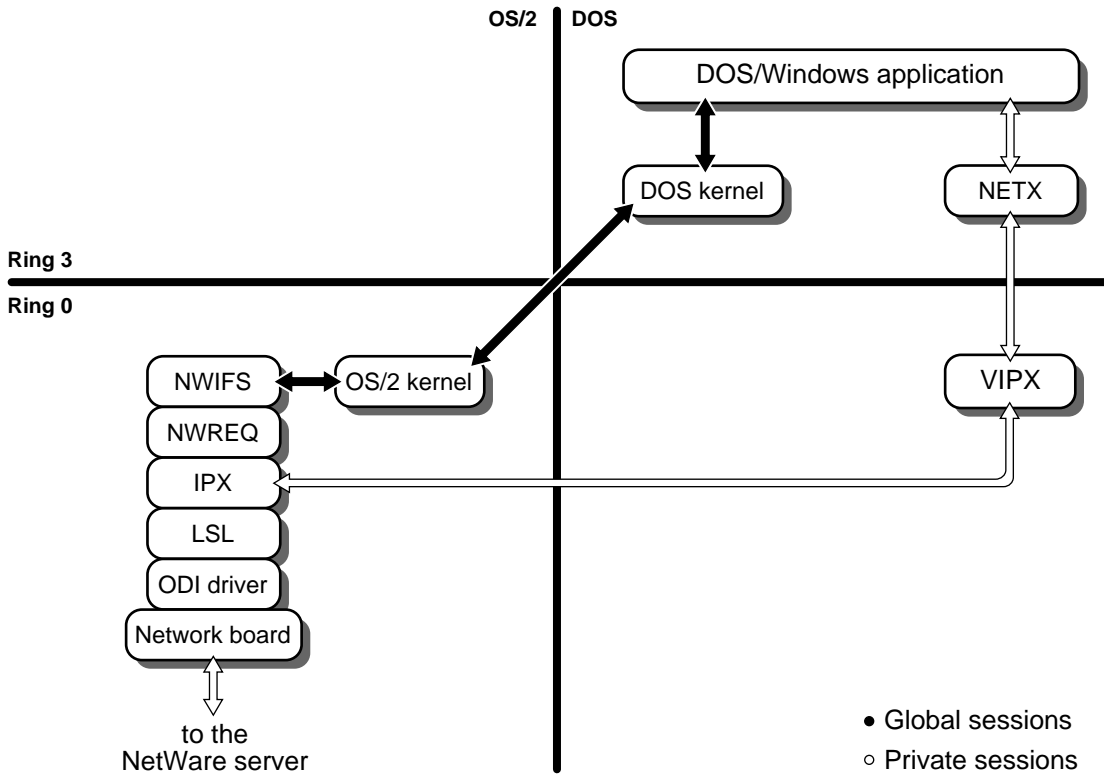 OS/2 DOS
DOS/Windows application
DOS kernel NETX
Ring 3
Ring 0
NWIFS OS/2 kernel VIPX
NWREQ
IPX
LSL
ODI driver
Network board
to the
NetWare server
Global sessions
Private sessions